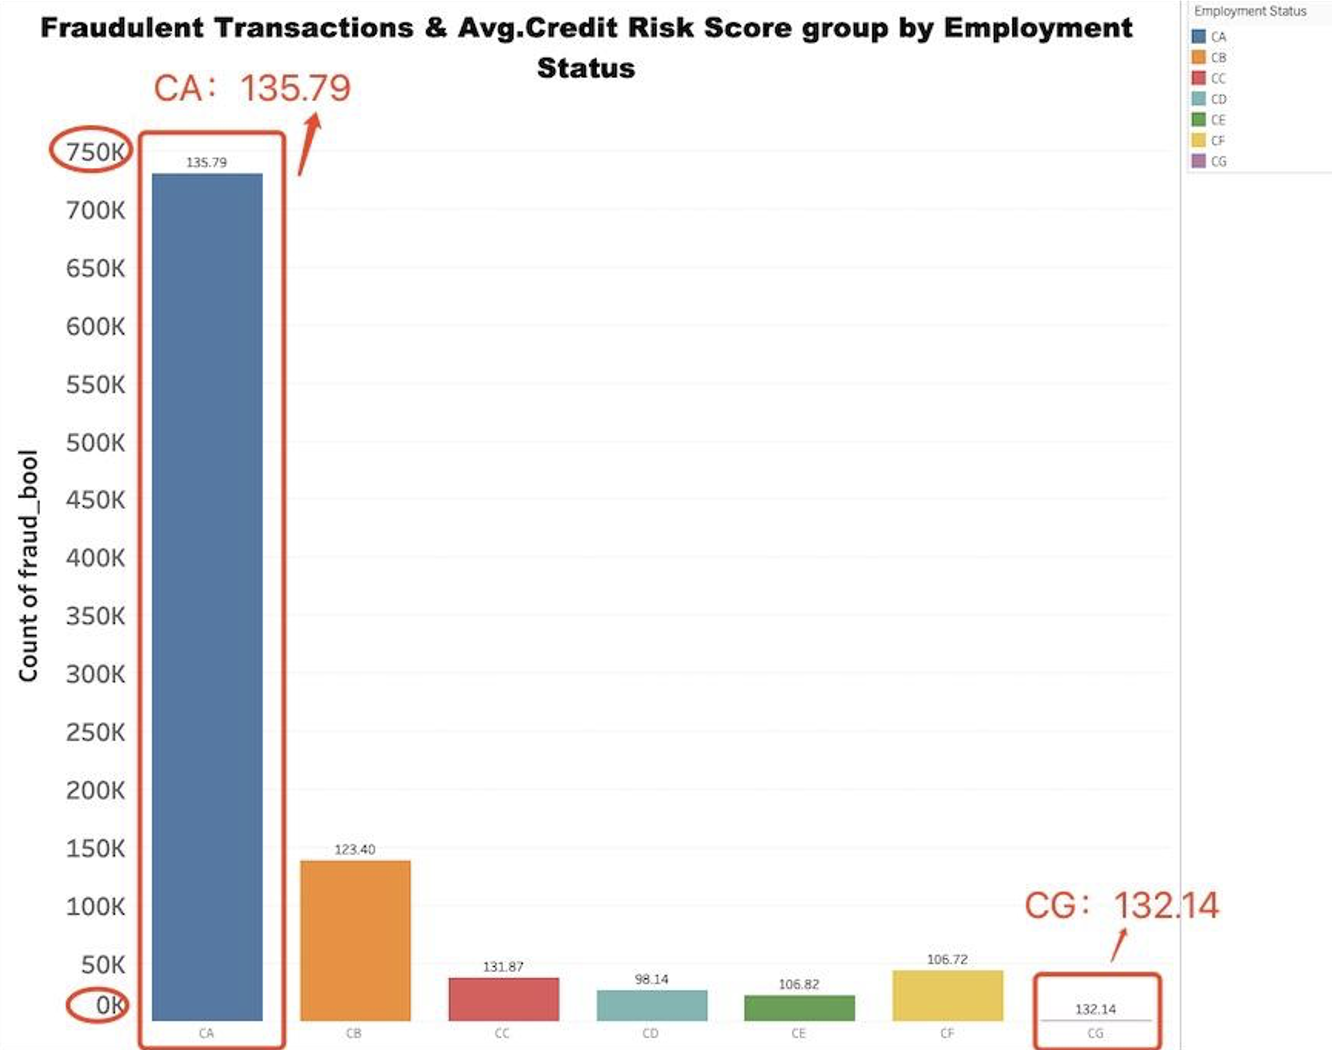 Fraudulent Transactions & Avg.Credit Risk Score group by Employment
Status
Employment Status
CA
CB
CC
CD
CE
CF
CG
CA: 135.79
Count of fraud_bool
750K
700K
650K
600K
550K
500K
450K
400K
350K
300K
250K
200K
150K
100K
50K
0K
135.79
123.40
131.87
98.14
106.82
106.72
CG: 132.14
132.14
CA
CB
CC
CD
CE
CF
CG